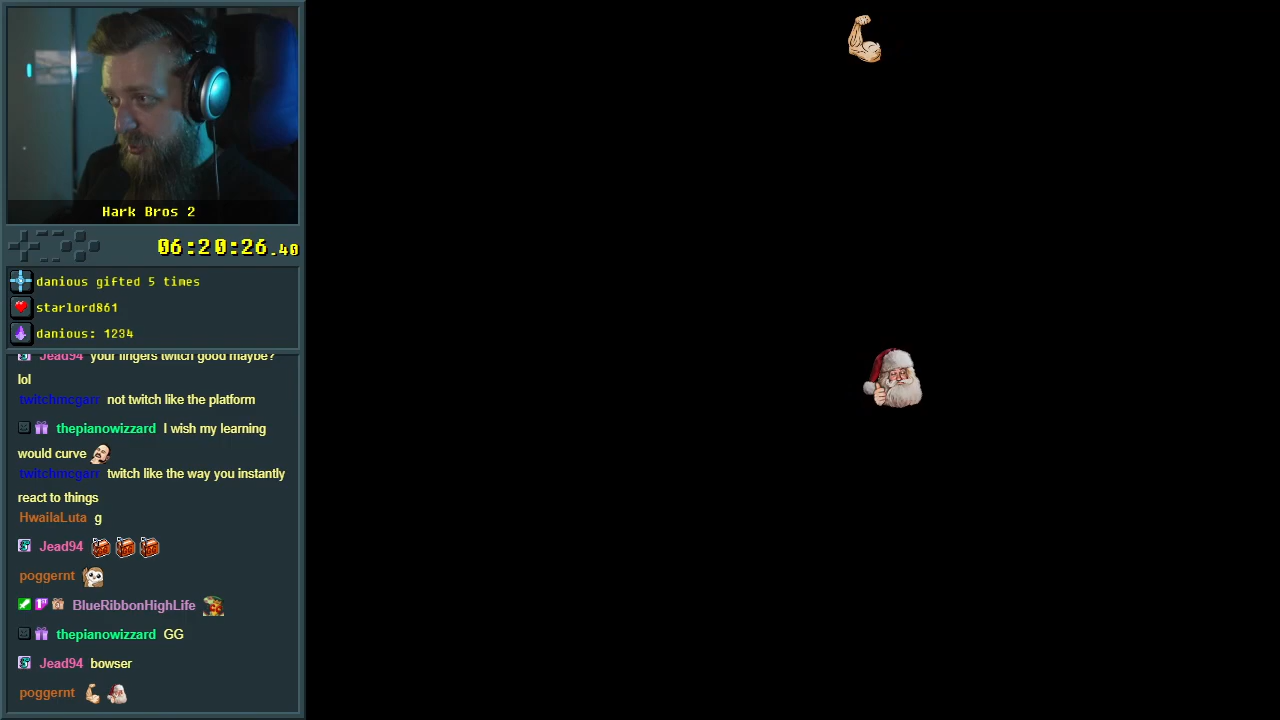 Hark Bros 2
06:20:26.40
danious gifted 5 times
starlord861
danious: 1234
Jead94 your fingers twitch good maybe?
lol
twitchmcgarr not twitch like the platform
thepianowizzard I wish my learning
would curve
twitchmcgarr twitch like the way you instantly
react to things
HwailaLuta g
Jead94
poggernt
BlueRibbonHighLife
thepianowizzard GG
Jead94 bowser
poggernt